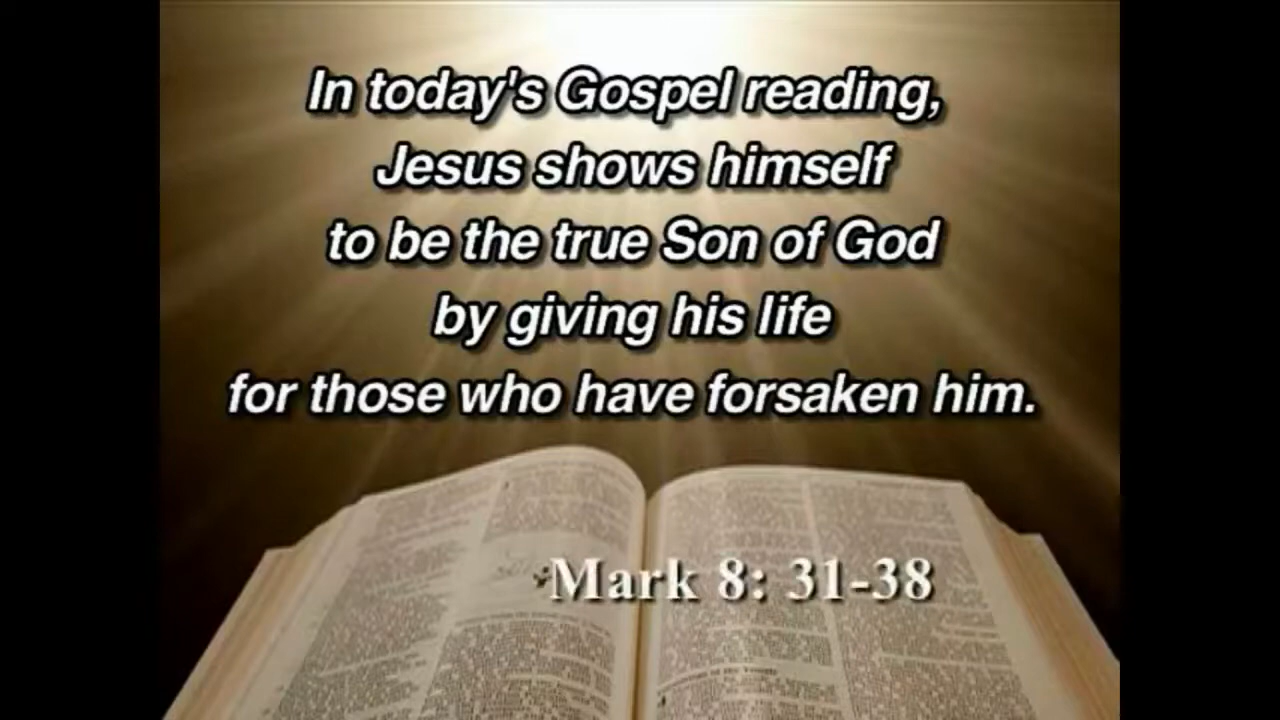 In today's Gospel reading,
Jesus shows himself
to be the true Son of God
by giving his life
for those who have forsaken him.
Mark 8: 31-38